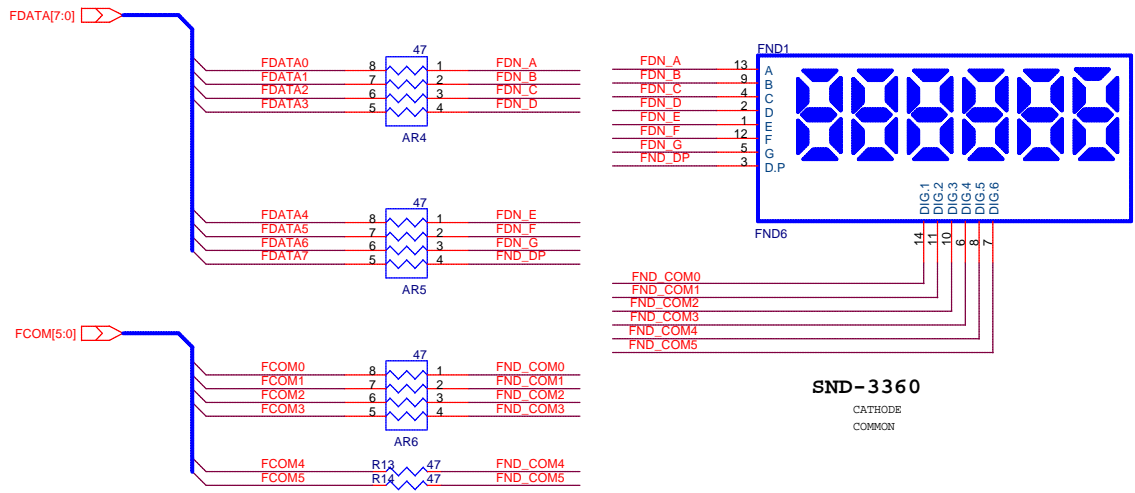 FDATA[7:0]
47
FDATA0 8 1 FDN_A
FDATA1 7 2 FDN_B
FDATA2 6 3 FDN_C
FDATA3 5 4 FDN_D
AR4
47
FDATA4 8 1 FDN_E
FDATA5 7 2 FDN_F
FDATA6 6 3 FDN_G
FDATA7 5 4 FND_DP
AR5
FCOM[5:0]
47
FCOM0 8 1 FND_COM0
FCOM1 7 2 FND_COM1
FCOM2 6 3 FND_COM2
FCOM3 5 4 FND_COM3
AR6
FCOM4 R13 47 FND_COM4
FCOM5 R14 47 FND_COM5
FND1
FDN_A 13 A
FDN_B 9 B
FDN_C 4 C
FDN_D 2 D
FDN_E 1 E
FDN_F 12 F
FDN_G 5 G
FND_DP 3 D.P
DIG.1
DIG.2
DIG.3
DIG.4
DIG.5
DIG.6
FND6
14
11
10
6
8
7
FND_COM0
FND_COM1
FND_COM2
FND_COM3
FND_COM4
FND_COM5
SND-3360
CATHODE
COMMON